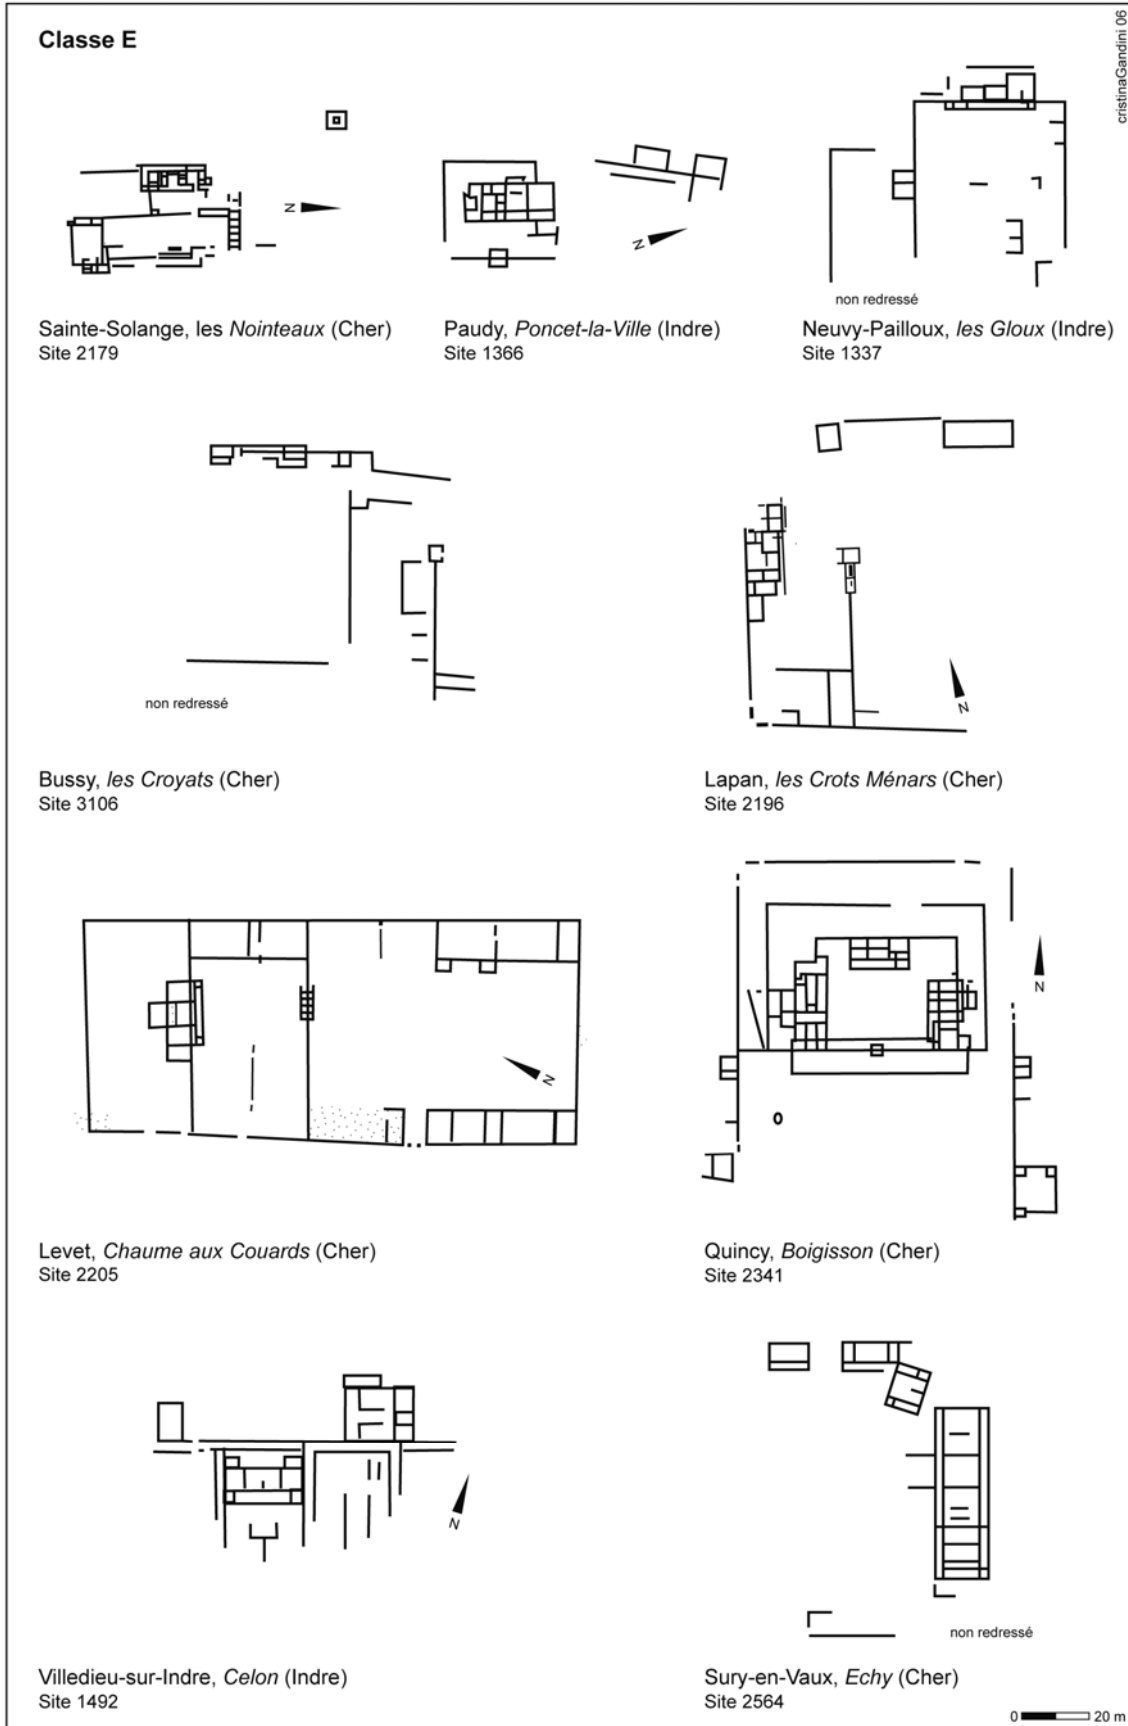 Classe E
cristinaGandini 06
N
Sainte-Solange, les Nointeaux (Cher)
Site 2179
N
Paudy, Poncet-la-Ville (Indre)
Site 1366
non redressé
Neuvy-Pailloux, les Gloux (Indre)
Site 1337
non redressé
Bussy, les Croyats (Cher)
Site 3106
N
Lapan, les Crots Ménars (Cher)
Site 2196
N
Levet, Chaume aux Couards (Cher)
Site 2205
N
Quincy, Boigisson (Cher)
Site 2341
N
Villedieu-sur-Indre, Celon (Indre)
Site 1492
non redressé
Sury-en-Vaux, Echy (Cher)
Site 2564
0 20 m